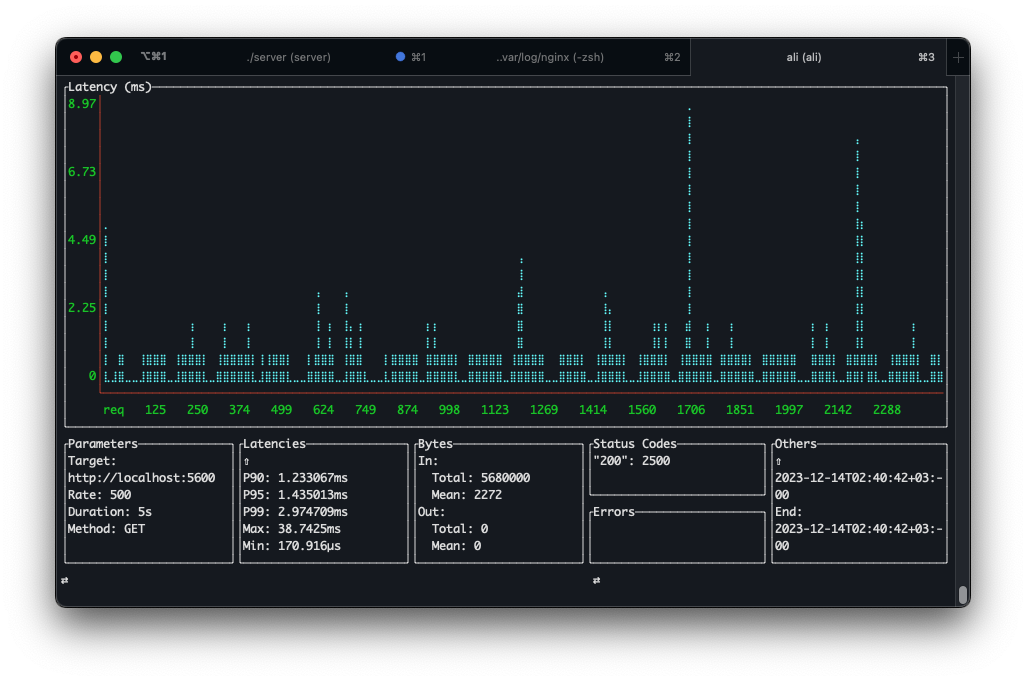 ⌥⌘1 ./server (server) ⌘1 ..var/log/nginx (-zsh) ⌘2 ali (ali) ⌘3 +
Latency (ms)
8.97
6.73
4.49
2.25
0
req 125 250 374 499 624 749 874 998 1123 1269 1414 1560 1706 1851 1997 2142 2288
Parameters
Target:
http://localhost:5600
Rate: 500
Duration: 5s
Method: GET
Latencies
⇧
P90: 1.233067ms
P95: 1.435013ms
P99: 2.974709ms
Max: 38.7425ms
Min: 170.916µs
Bytes
In:
Total: 5680000
Mean: 2272
Out:
Total: 0
Mean: 0
Status Codes
"200": 2500
Errors
Others
⇧
2023-12-14T02:40:42+03:-
00
End:
2023-12-14T02:40:42+03:-
00
⇄ ⇄